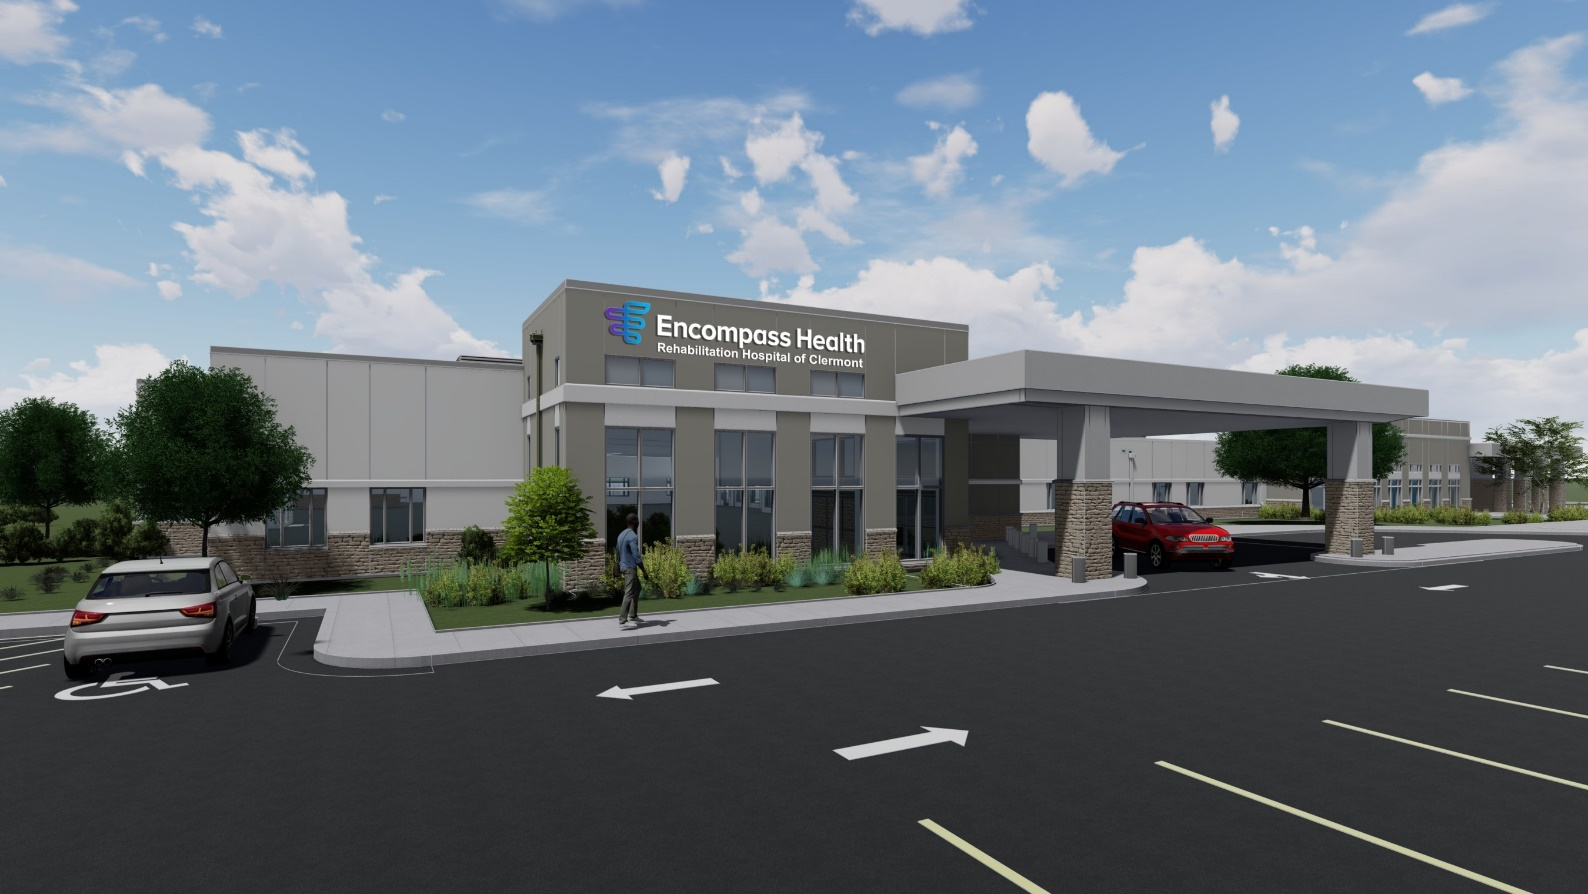 Encompass Health
Rehabilitation Hospital of Clermont